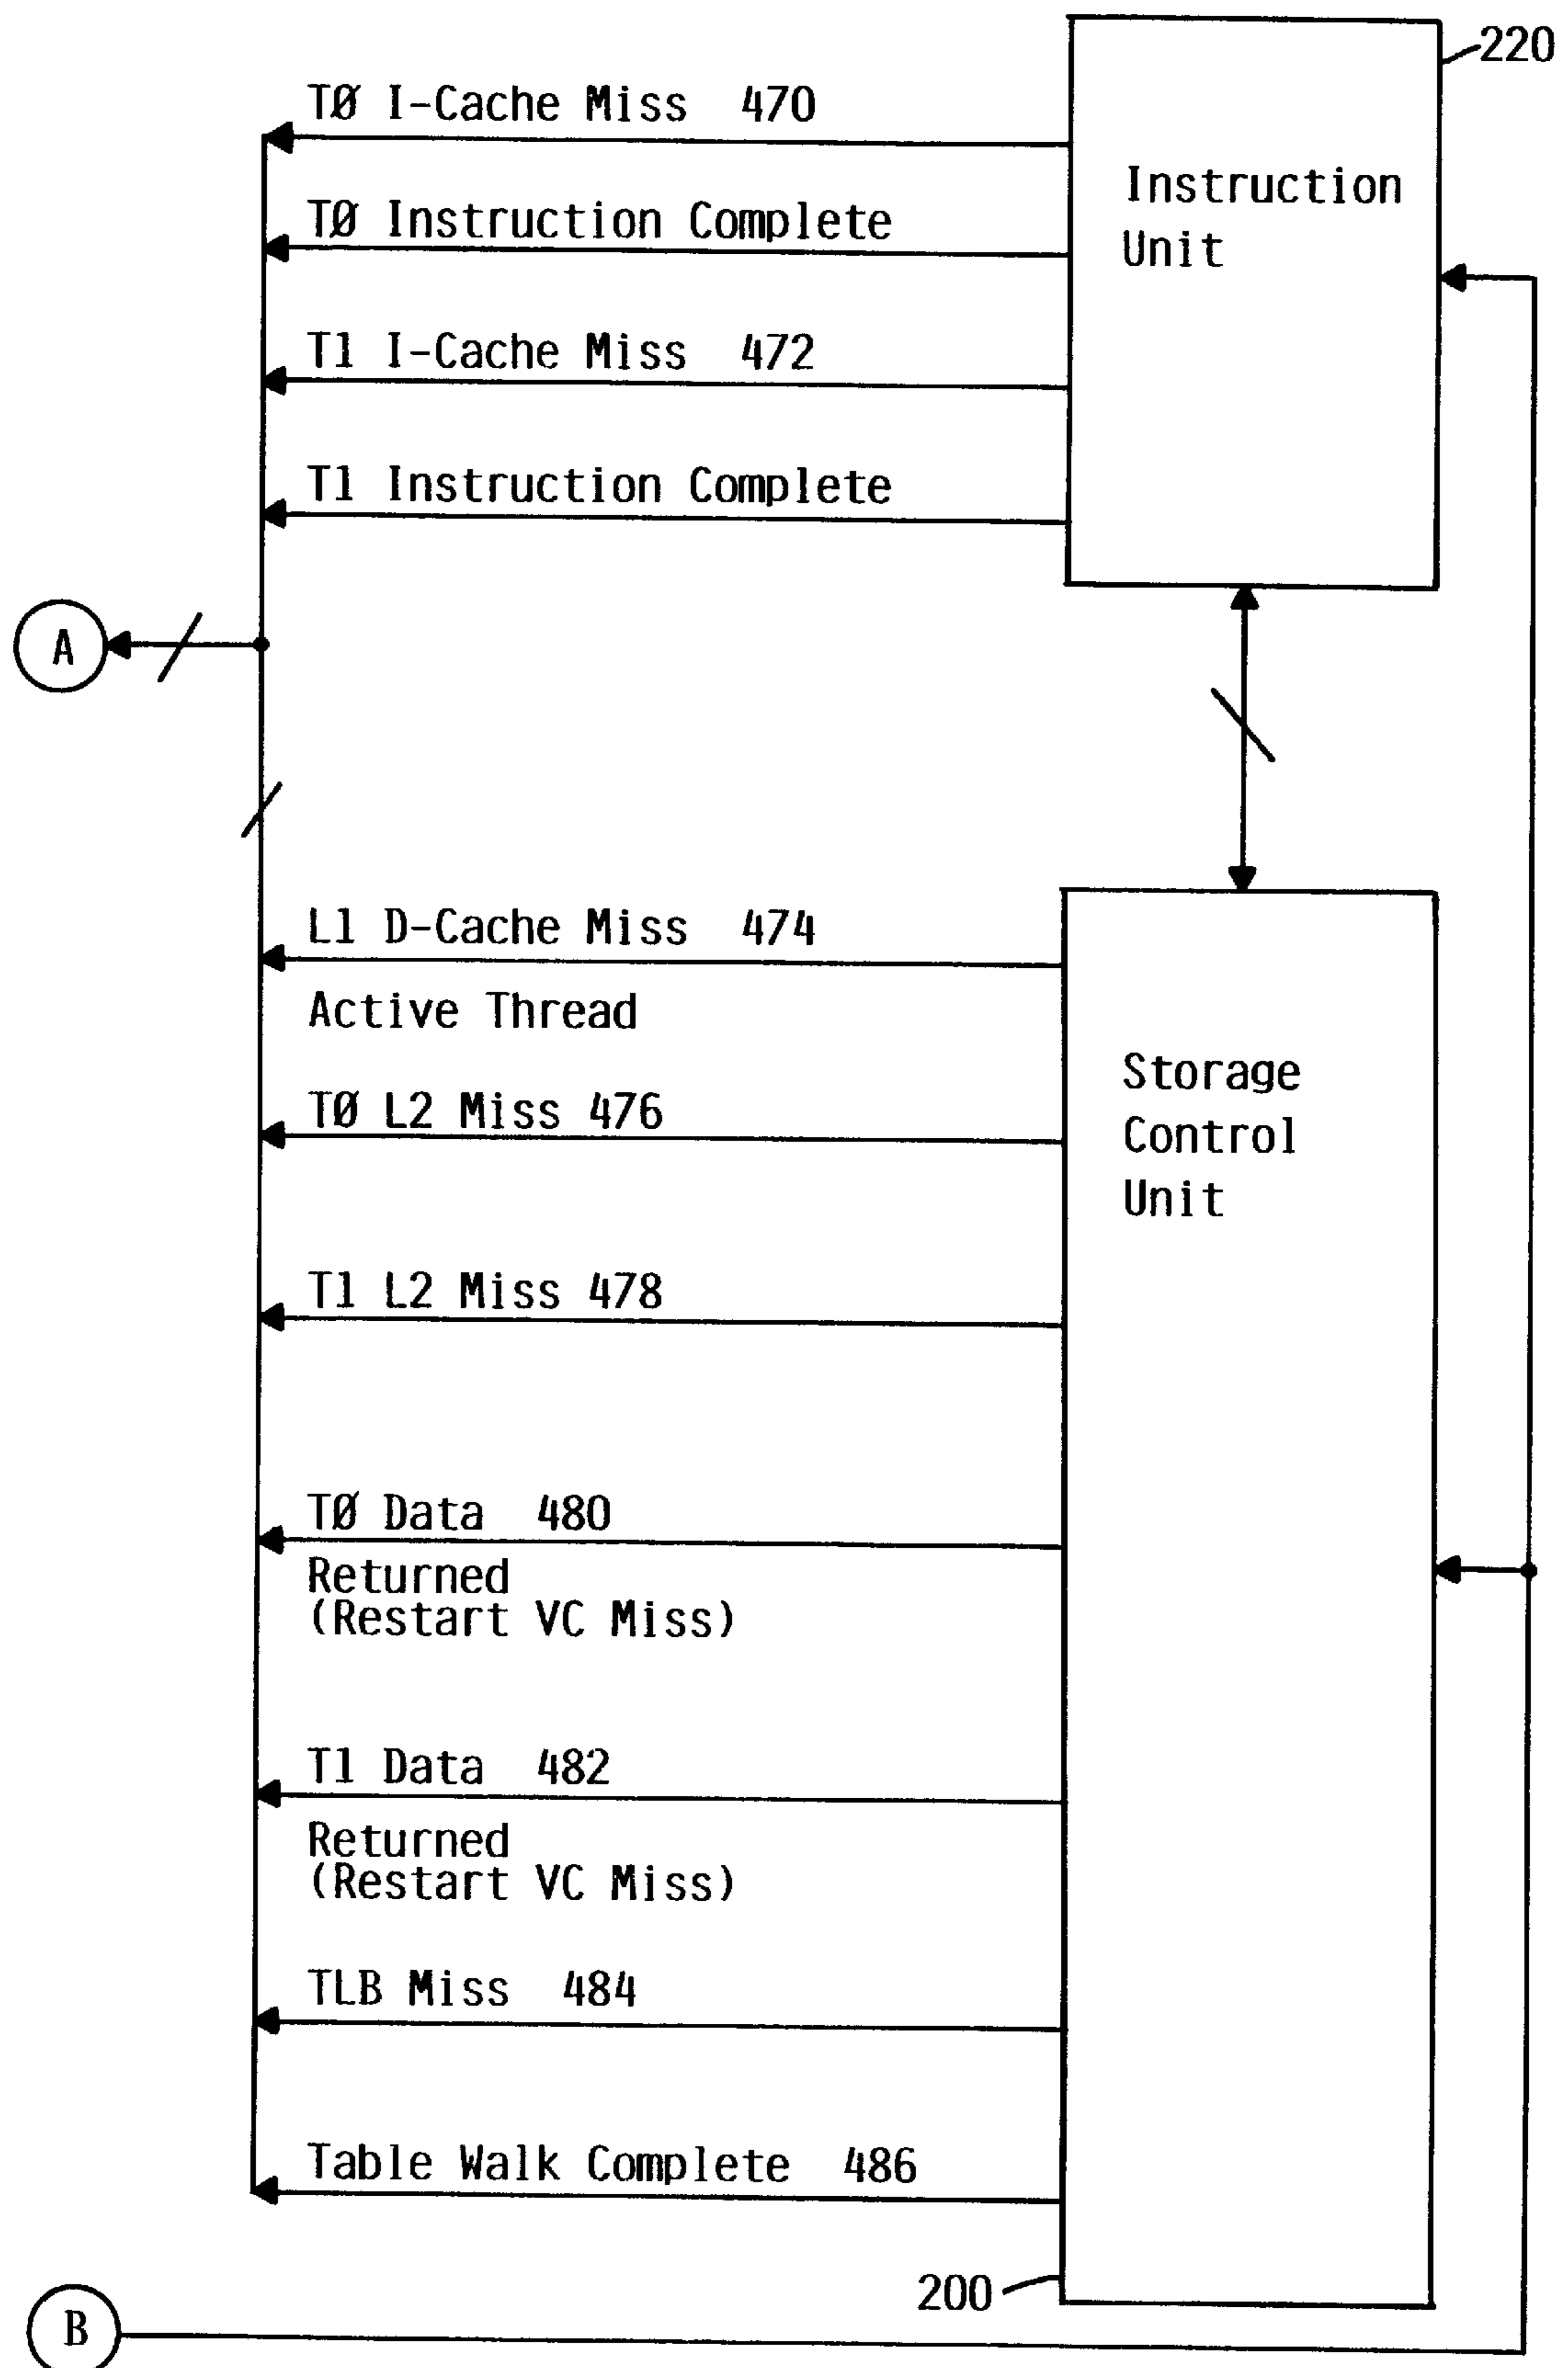 220
TØ I-Cache Miss 470
Instruction
Unit
TØ Instruction Complete
T1 I-Cache Miss 472
T1 Instruction Complete
A
L1 D-Cache Miss 474
Active Thread
Storage
Control
Unit
TØ L2 Miss 476
T1 L2 Miss 478
TØ Data 480
Returned
(Restart VC Miss)
T1 Data 482
Returned
(Restart VC Miss)
TLB Miss 484
Table Walk Complete 486
200
B